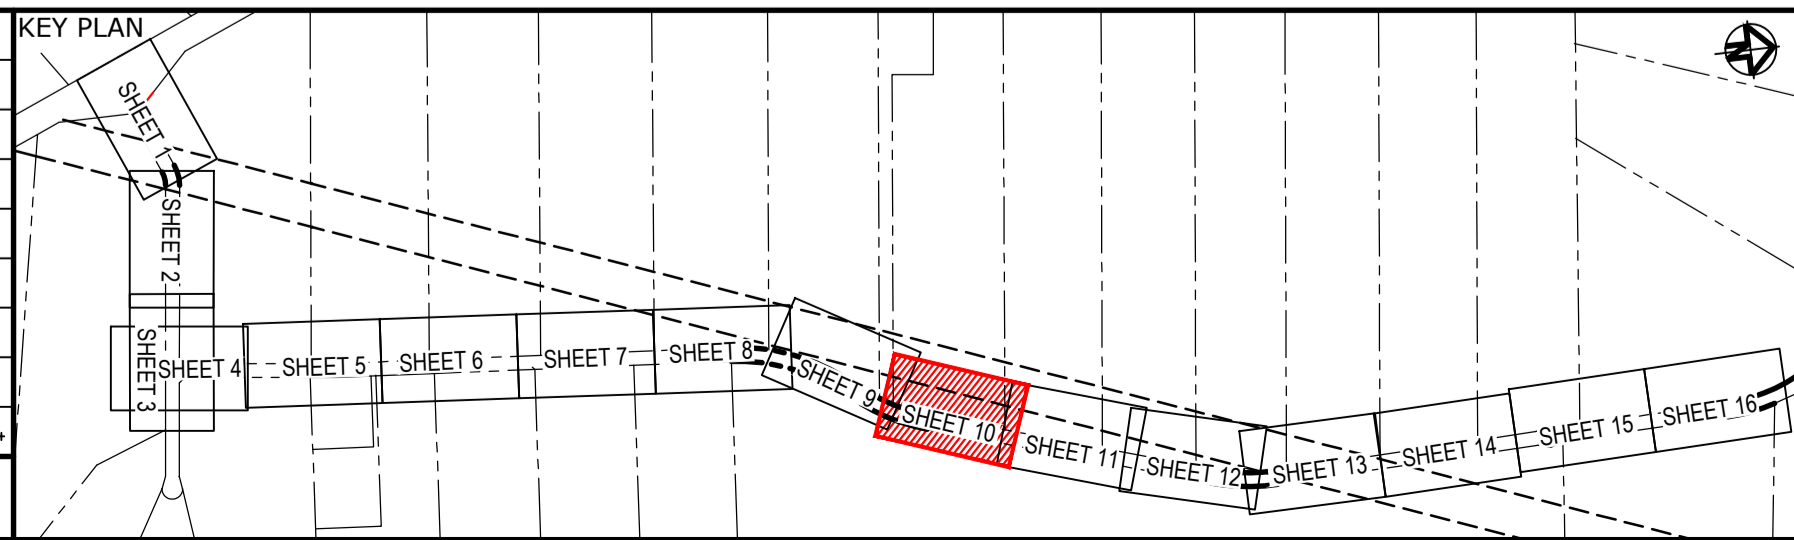 KEY PLAN
N
SHEET 1
SHEET 2
SHEET 3
SHEET 4
SHEET 5
SHEET 6
SHEET 7
SHEET 8
SHEET 9
SHEET 10
SHEET 11
SHEET 12
SHEET 13
SHEET 14
SHEET 15
SHEET 16